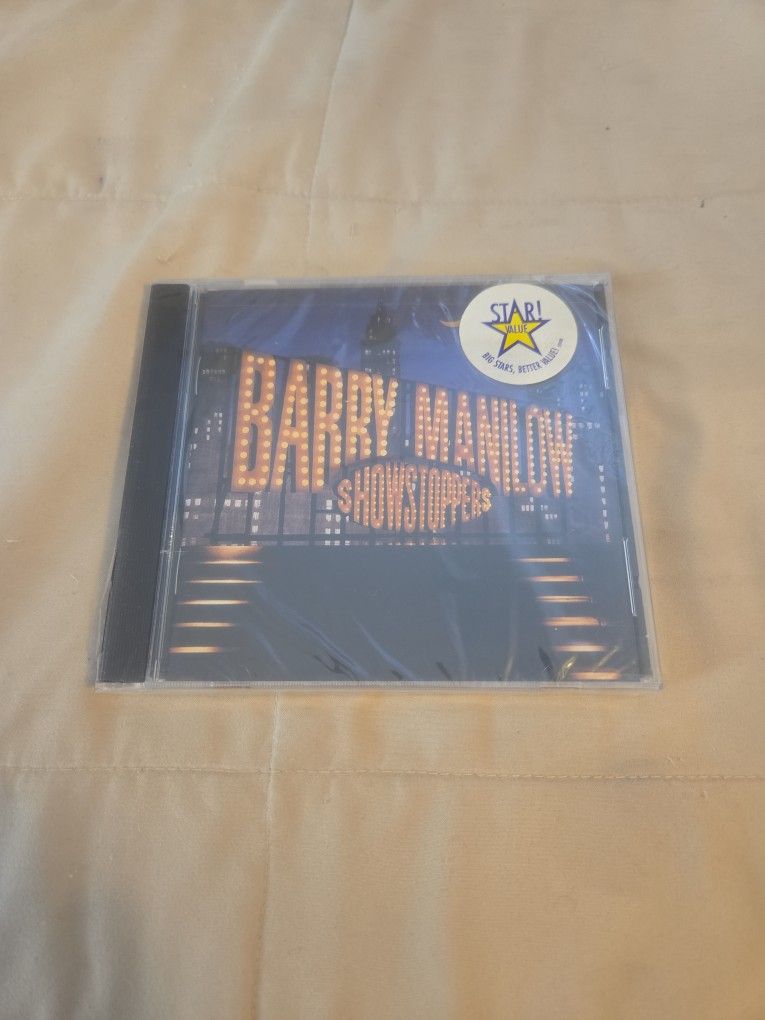 STAR!
VALUE
BIG STARS, BETTER VALUE!
BARRY MANILOW
SHOWSTOPPERS